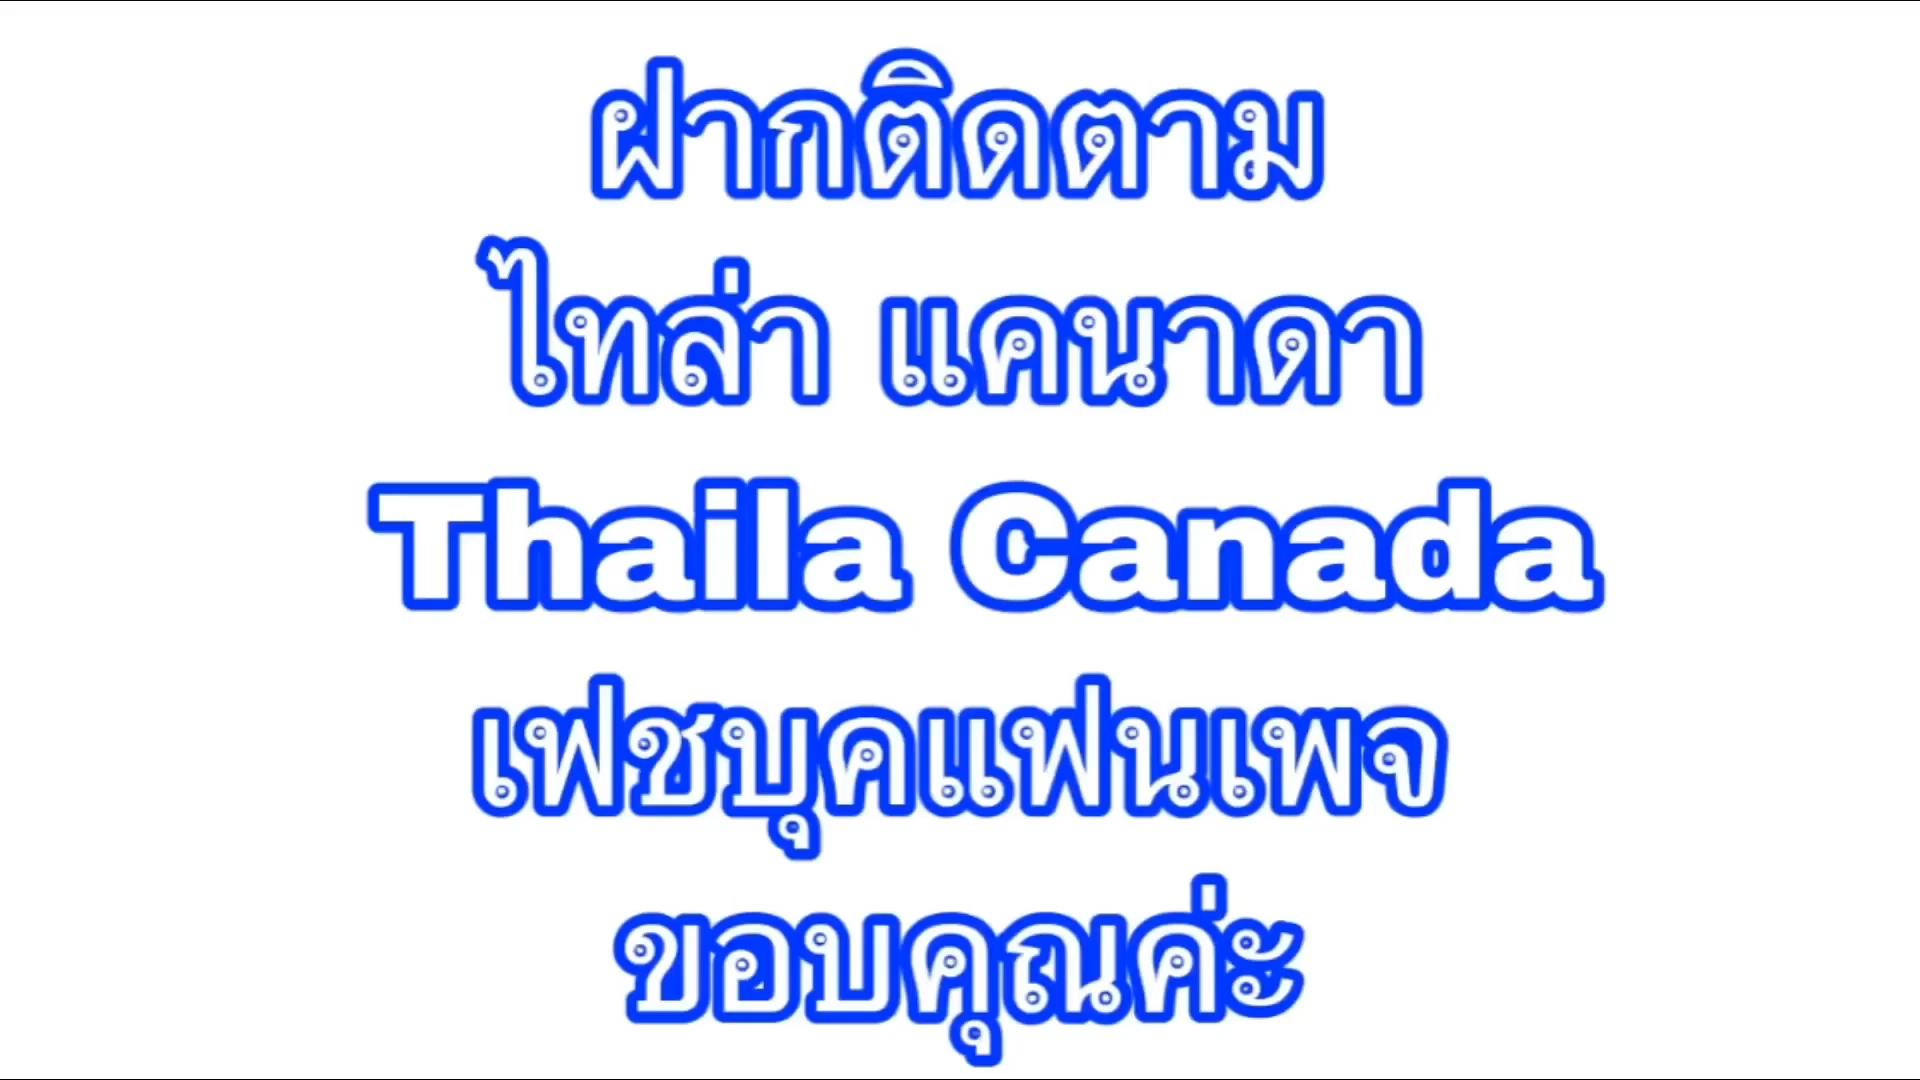 ฝากติดตาม
ไทล่า แคนาดา
Thaila Canada
เฟชบุคแฟนเพจ
ขอบคุณค่ะ